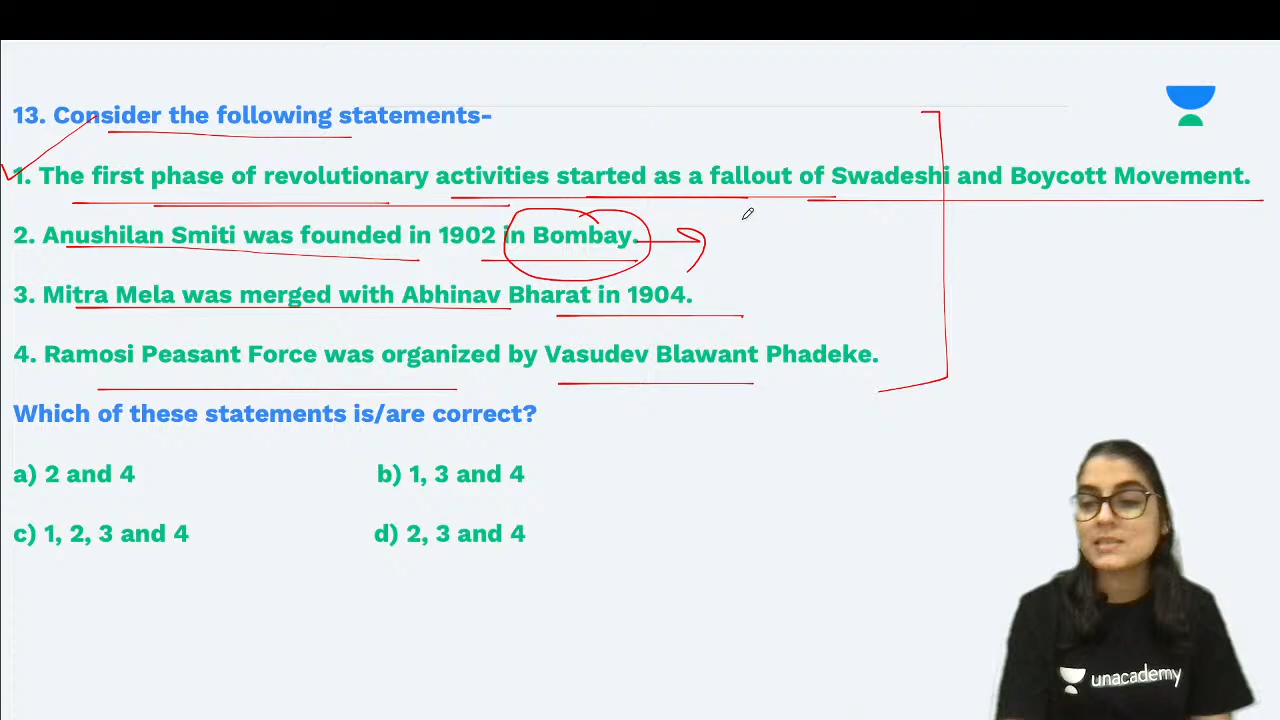 13. Consider the following statements-
1. The first phase of revolutionary activities started as a fallout of Swadeshi and Boycott Movement.
2. Anushilan Smiti was founded in 1902 in Bombay.
3. Mitra Mela was merged with Abhinav Bharat in 1904.
4. Ramosi Peasant Force was organized by Vasudev Blawant Phadeke.
Which of these statements is/are correct?
a) 2 and 4 b) 1, 3 and 4
c) 1, 2, 3 and 4 d) 2, 3 and 4
unacademy